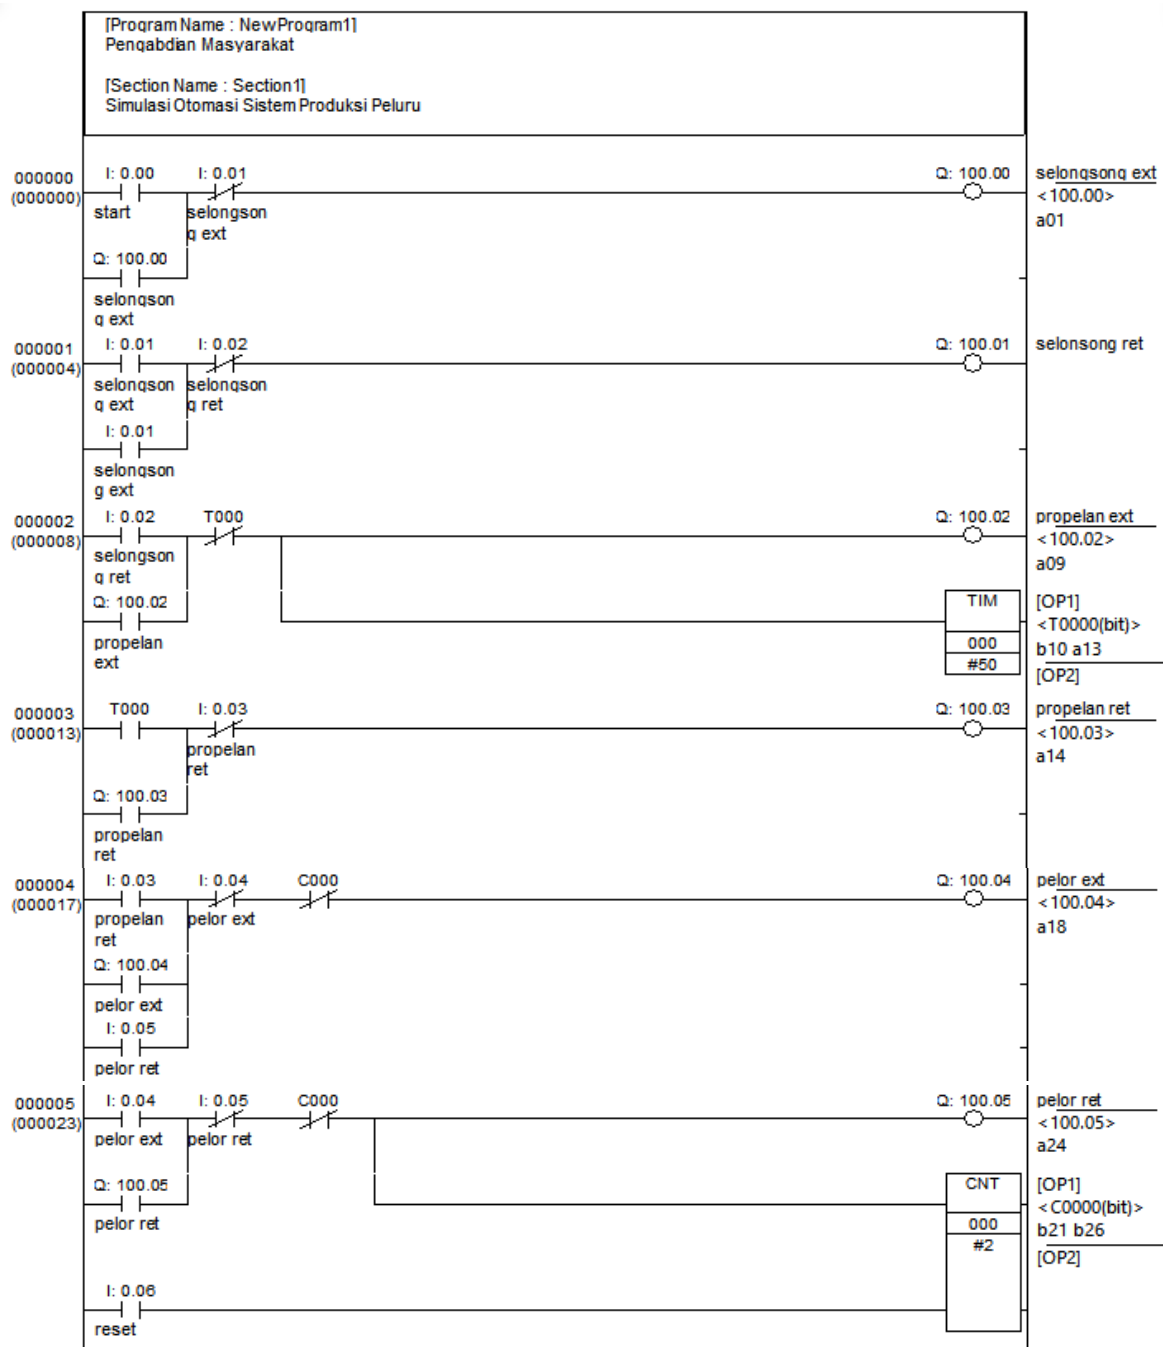 [Program Name : NewProgram1]
Pengabdian Masyarakat
[Section Name : Section1]
Simulasi Otomasi Sistem Produksi Peluru
000000
(000000)
I: 0.00
start
I: 0.01
selongson
g ext
Q: 100.00
selongsong ext
<100.00>
a01
Q: 100.00
selongson
g ext
000001
(000004)
I: 0.01
selongson
g ext
I: 0.02
selongson
g ret
Q: 100.01
selonsong ret
I: 0.01
selongson
g ext
000002
(000008)
I: 0.02
selongson
g ret
T000
Q: 100.02
propelan ext
<100.02>
a09
Q: 100.02
propelan
ext
TIM
000
#50
[OP1]
<T0000(bit)>
b10 a13
[OP2]
000003
(000013)
T000
I: 0.03
propelan
ret
Q: 100.03
propelan ret
<100.03>
a14
Q: 100.03
propelan
ret
000004
(000017)
I: 0.03
propelan
ret
I: 0.04
pelor ext
C000
Q: 100.04
pelor ext
<100.04>
a18
Q: 100.04
pelor ext
I: 0.05
pelor ret
000005
(000023)
I: 0.04
pelor ext
I: 0.05
pelor ret
C000
Q: 100.05
pelor ret
<100.05>
a24
Q: 100.05
pelor ret
CNT
000
#2
[OP1]
<C0000(bit)>
b21 b26
[OP2]
I: 0.06
reset